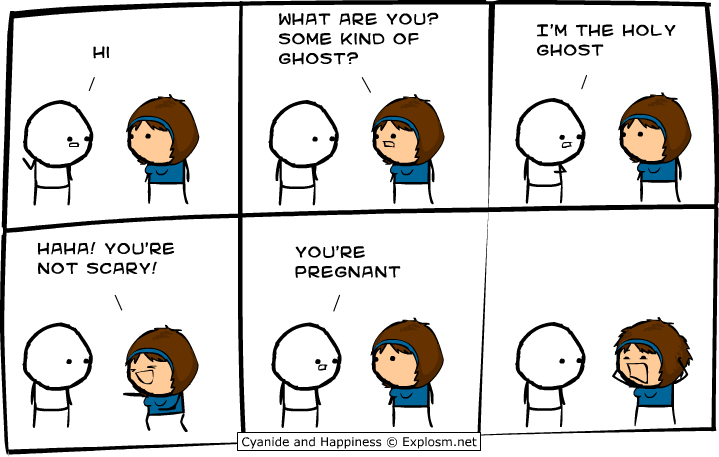 HI
WHAT ARE YOU?
SOME KIND OF
GHOST?
I'M THE HOLY
GHOST
HAHA! YOU'RE
NOT SCARY!
YOU'RE
PREGNANT
Cyanide and Happiness © Explosm.net